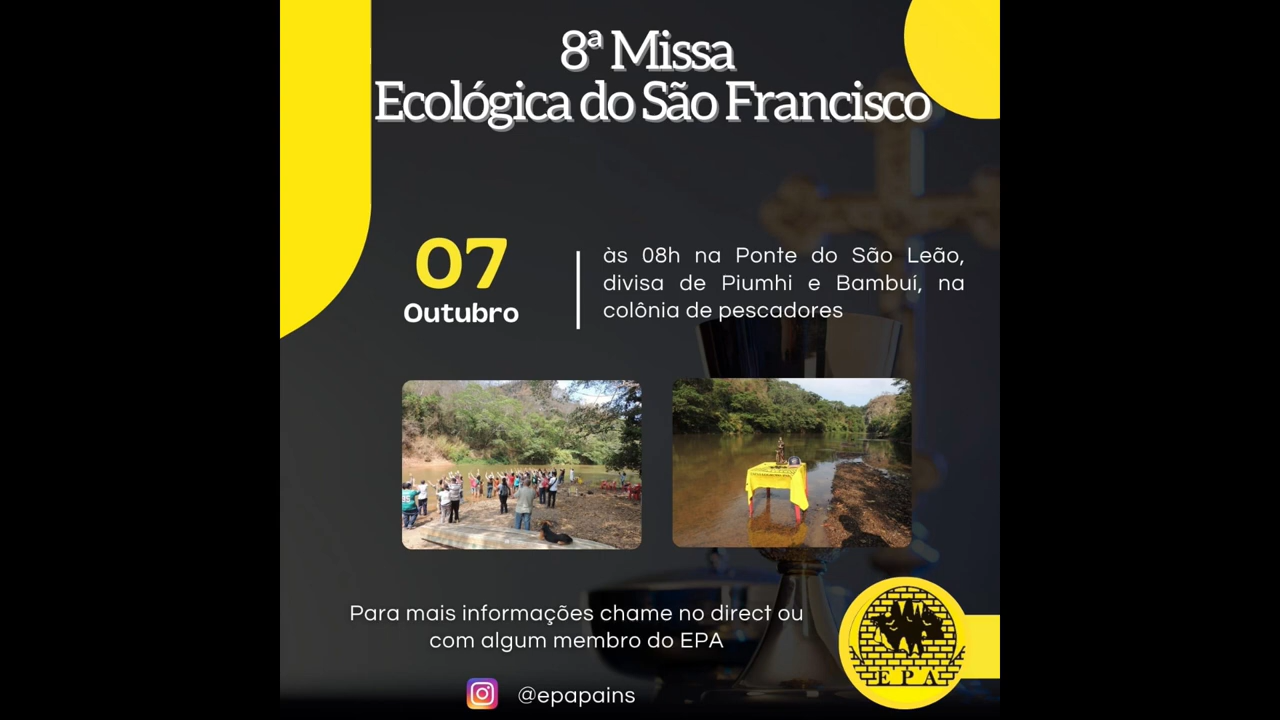 8ª Missa
Ecológica do São Francisco
07
Outubro
às 08h na Ponte do São Leão,
divisa de Piumhi e Bambuí, na
colônia de pescadores
Para mais informações chame no direct ou
com algum membro do EPA
@epapains
EPA